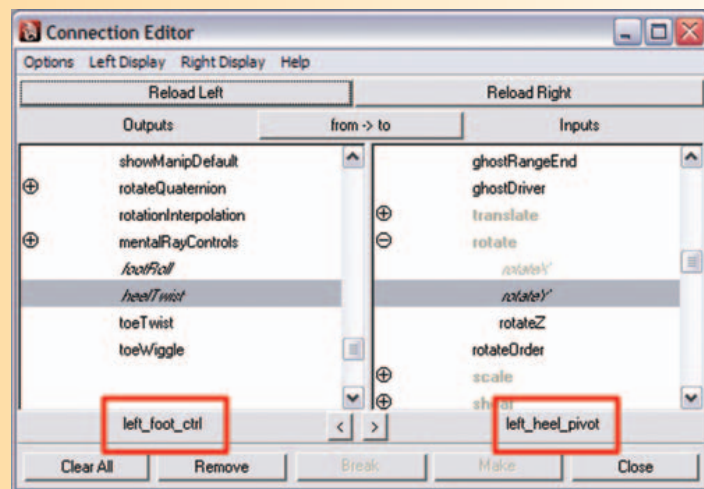 Connection Editor
Options Left Display Right Display Help
Reload Left Reload Right
Outputs from -> to Inputs
showManipDefault
rotateQuaternion
rotationInterpolation
mentalRayControls
footRoll
heelTwist
toeTwist
toeWiggle
ghostRangeEnd
ghostDriver
translate
rotate
rotateX
rotateY
rotateZ
rotateOrder
scale
shear
left_foot_ctrl < > left_heel_pivot
Clear All Remove Break Make Close